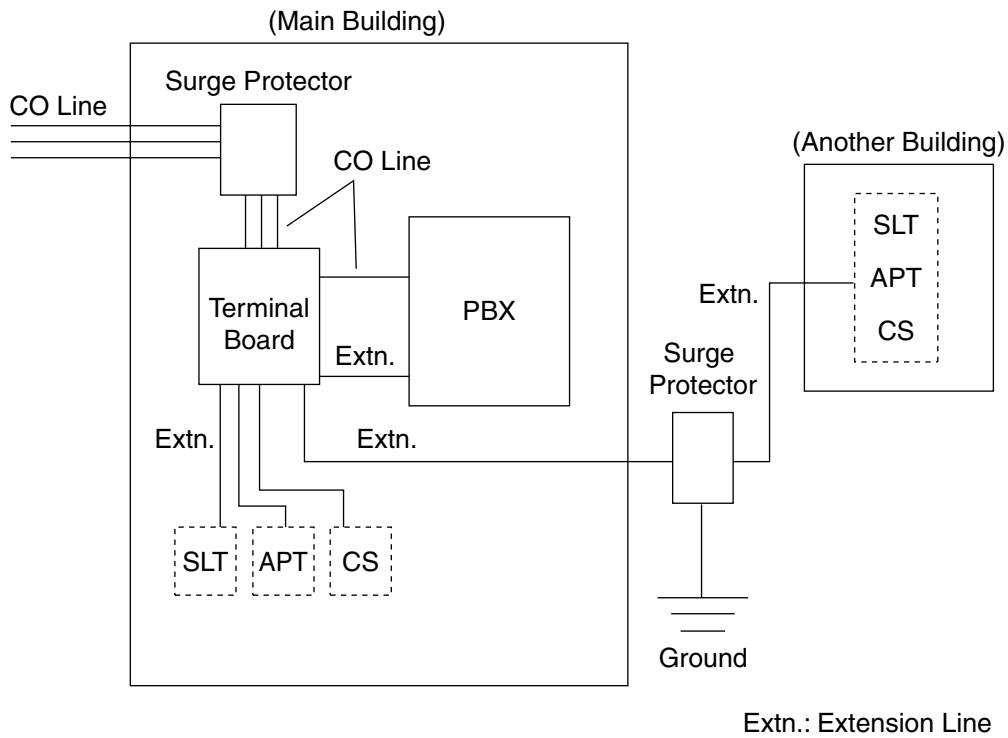 (Main Building)
Surge Protector
CO Line
CO Line
(Another Building)
SLT
APT
CS
Extn.
Terminal
Board
PBX
Extn.
Surge
Protector
Extn.
Extn.
SLT
APT
CS
Ground
Extn.: Extension Line